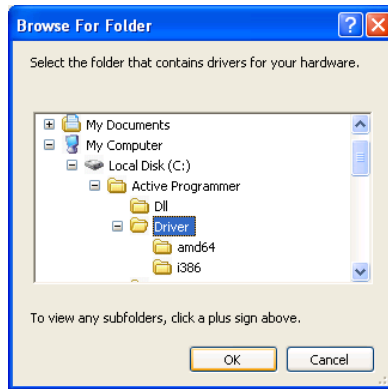 Browse For Folder
Select the folder that contains drivers for your hardware.
My Documents
My Computer
Local Disk (C:)
Active Programmer
Dll
Driver
amd64
i386
To view any subfolders, click a plus sign above.
OK Cancel